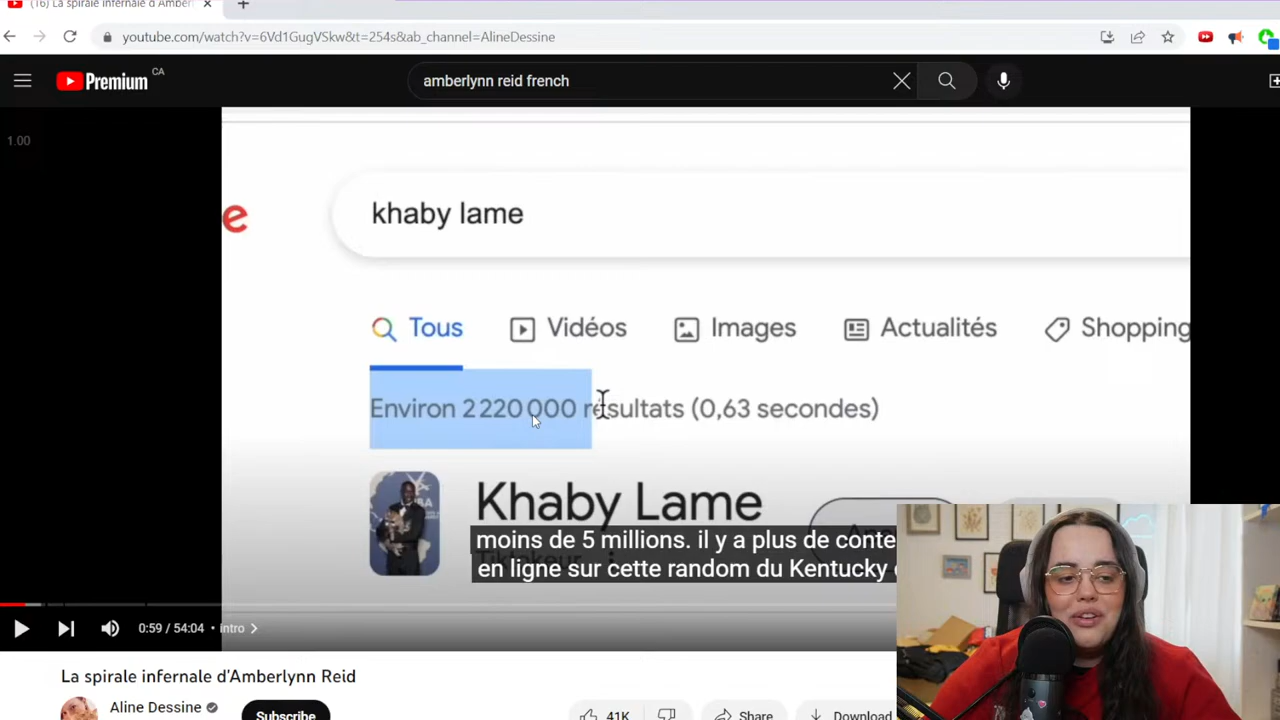 (16) La spirale infernale d'Amber
youtube.com/watch?v=6Vd1GugVSkw&t=254s&ab_channel=AlineDessine
Premium CA
amberlynn reid french
1.00
e
khaby lame
Tous Vidéos Images Actualités Shopping
Environ 2 220 000 résultats (0,63 secondes)
Khaby Lame
moins de 5 millions. il y a plus de conte
en ligne sur cette random du Kentucky
0:59 / 54:04 • Intro
La spirale infernale d'Amberlynn Reid
Aline Dessine
Subscribe
41K
Share
Download